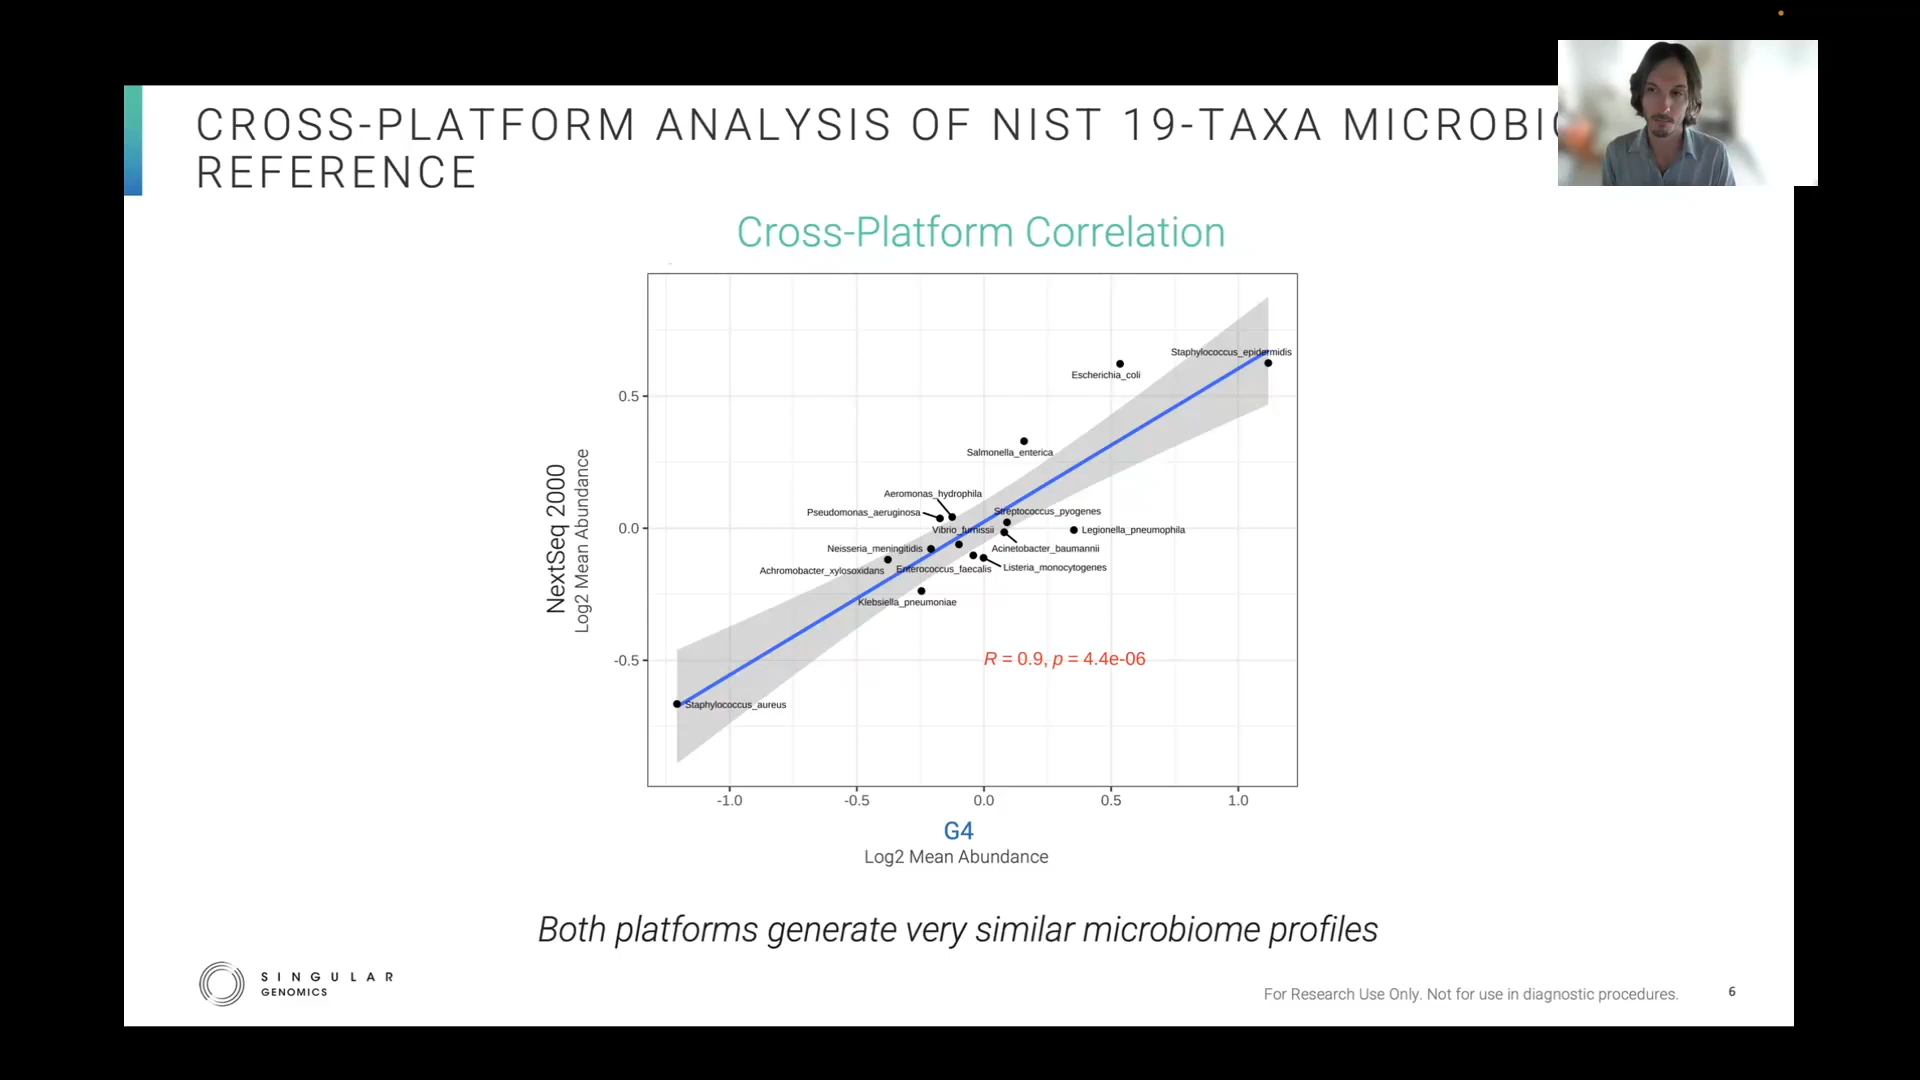 CROSS-PLATFORM ANALYSIS OF NIST 19-TAXA
REFERENCE
Cross-Platform Correlation
NextSeq 2000
Log2 Mean Abundance
0.5
0.0
-0.5
Staphylococcus_epidermidis
Escherichia_coli
Salmonella_enterica
Aeromonas_hydrophila
Pseudomonas_aeruginosa
Streptococcus_pyogenes
Vibrio_furnissii
Legionella_pneumophila
Neisseria_meningitidis
Acinetobacter_baumannii
Achromobacter_xylosoxidans
Enterococcus_faecalis
Listeria_monocytogenes
Klebsiella_pneumoniae
R = 0.9, p = 4.4e-06
Staphylococcus_aureus
-1.0 -0.5 0.0 0.5 1.0
G4
Log2 Mean Abundance
Both platforms generate very similar microbiome profiles
SINGULAR
GENOMICS
For Research Use Only. Not for use in diagnostic procedures.
6